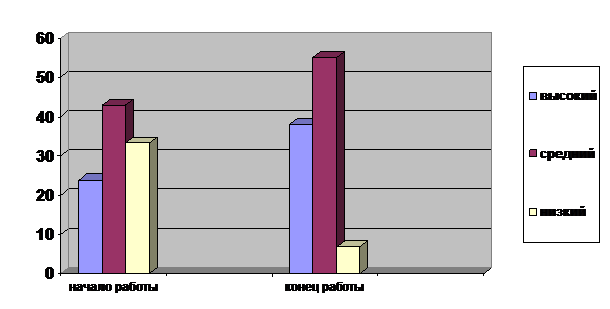 60
50
40
30
20
10
0
начало работы
конец работы
высокий
средний
низкий